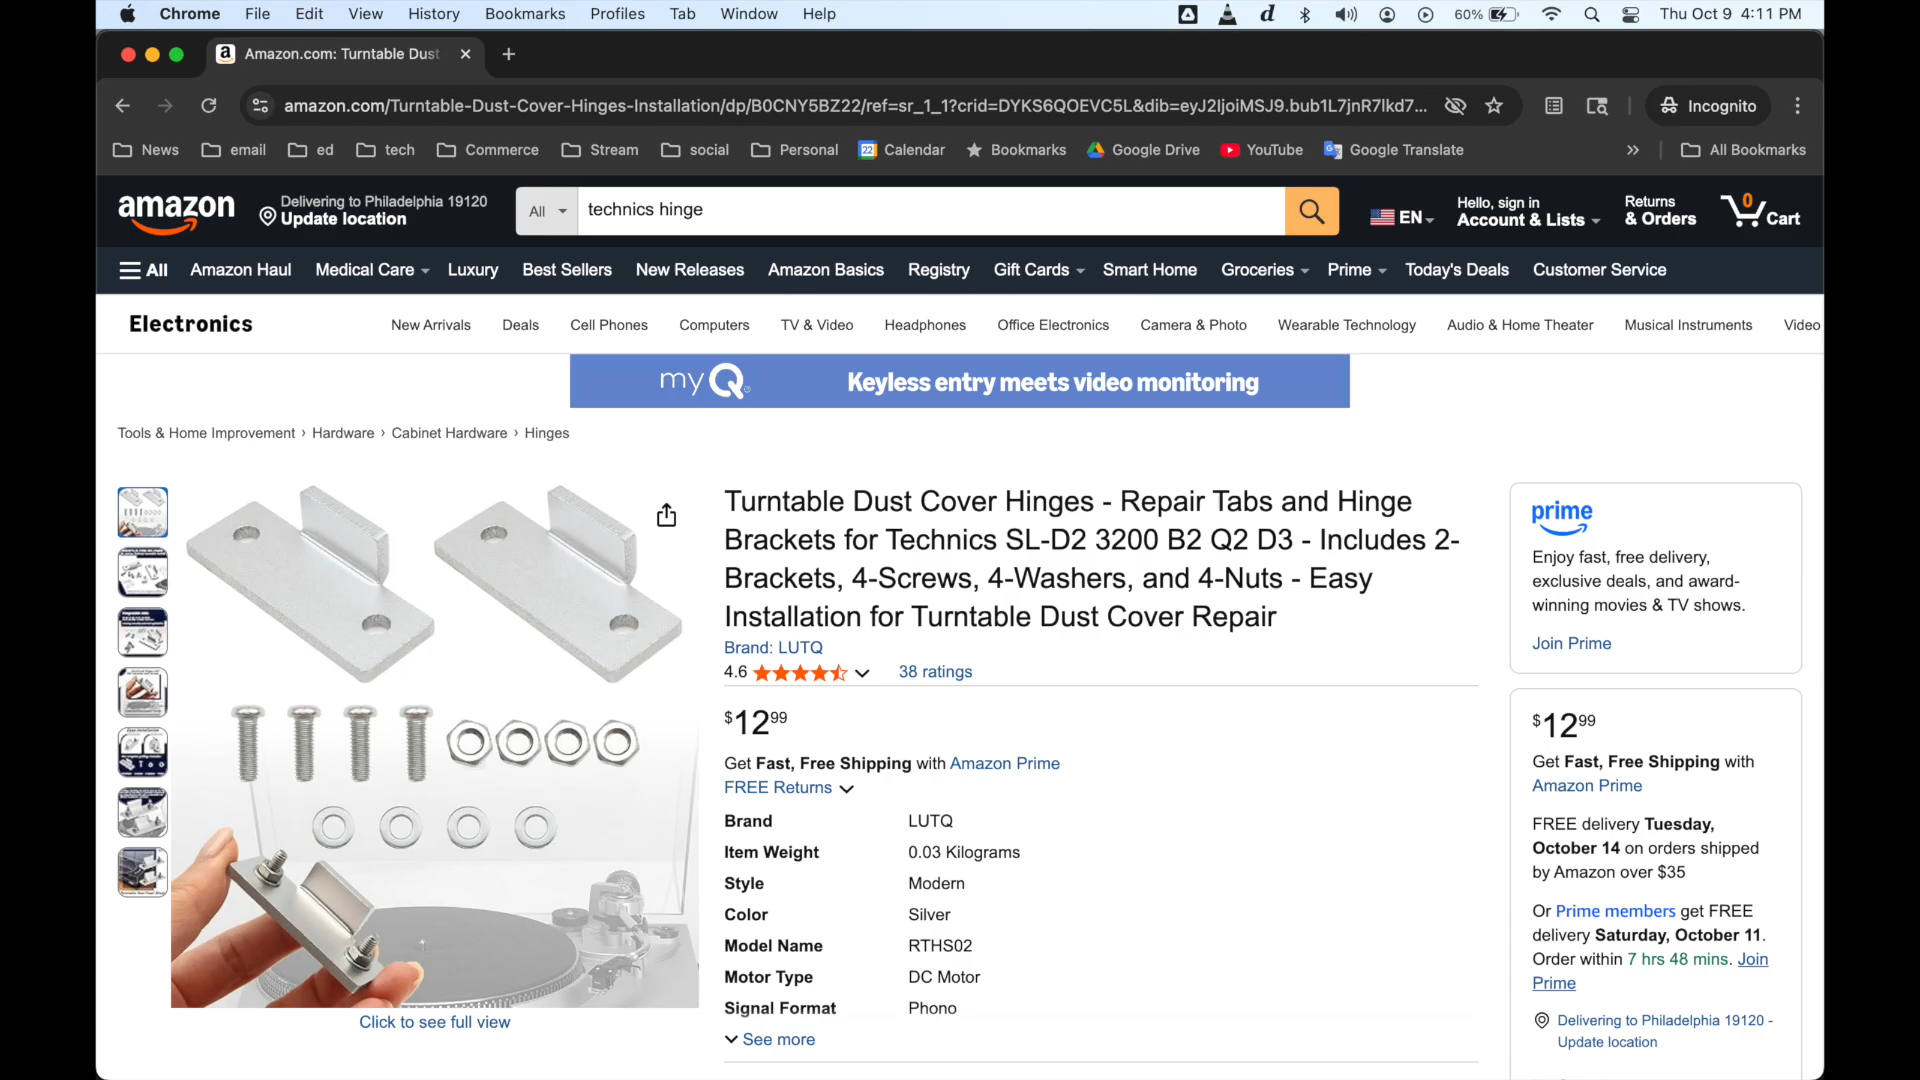 Chrome File Edit View History Bookmarks Profiles Tab Window Help
60% Thu Oct 9 4:11 PM
Amazon.com: Turntable Dust
amazon.com/Turntable-Dust-Cover-Hinges-Installation/dp/B0CNY5BZ22/ref=sr_1_1?crid=DYKS6QOEVC5L&dib=eyJ2IjoiMSJ9.bub1L7jnR7lkd7...
Incognito
News email ed tech Commerce Stream social Personal Calendar Bookmarks Google Drive YouTube Google Translate » All Bookmarks
amazon
Delivering to Philadelphia 19120
Update location
All
technics hinge
EN
Hello, sign in
Account & Lists
Returns
& Orders
0
Cart
All Amazon Haul Medical Care Luxury Best Sellers New Releases Amazon Basics Registry Gift Cards Smart Home Groceries Prime Today's Deals Customer Service
Electronics New Arrivals Deals Cell Phones Computers TV & Video Headphones Office Electronics Camera & Photo Wearable Technology Audio & Home Theater Musical Instruments Video
myQ Keyless entry meets video monitoring
Tools & Home Improvement › Hardware › Cabinet Hardware › Hinges
Click to see full view
Turntable Dust Cover Hinges - Repair Tabs and Hinge
Brackets for Technics SL-D2 3200 B2 Q2 D3 - Includes 2-
Brackets, 4-Screws, 4-Washers, and 4-Nuts - Easy
Installation for Turntable Dust Cover Repair
Brand: LUTQ
4.6 38 ratings
$12 99
Get Fast, Free Shipping with Amazon Prime
FREE Returns
Brand LUTQ
Item Weight 0.03 Kilograms
Style Modern
Color Silver
Model Name RTHS02
Motor Type DC Motor
Signal Format Phono
See more
prime
Enjoy fast, free delivery,
exclusive deals, and award-
winning movies & TV shows.
Join Prime
$12 99
Get Fast, Free Shipping with
Amazon Prime
FREE delivery Tuesday,
October 14 on orders shipped
by Amazon over $35
Or Prime members get FREE
delivery Saturday, October 11.
Order within 7 hrs 48 mins. Join
Prime
Delivering to Philadelphia 19120 -
Update location